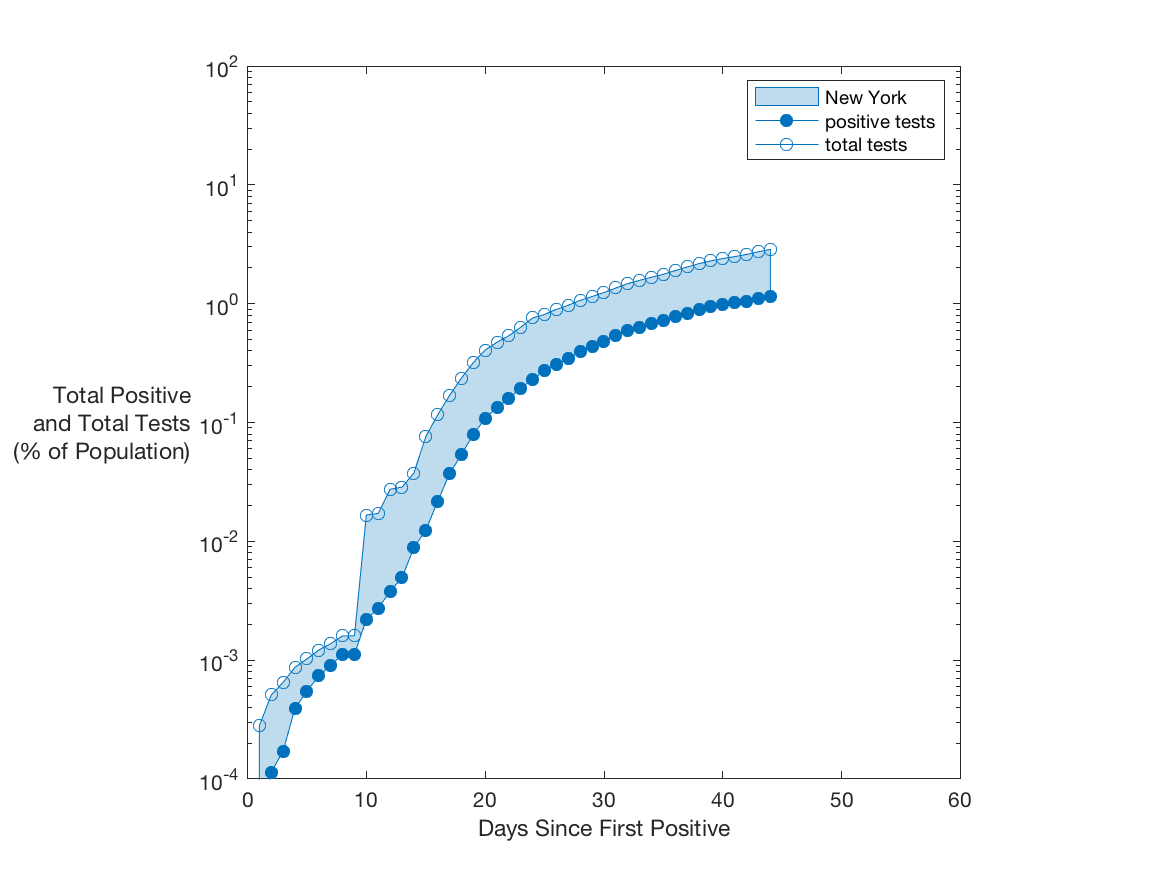 10^2
10^1
10^0
10^-1
10^-2
10^-3
10^-4
Total Positive
and Total Tests
(% of Population)
New York
positive tests
total tests
0 10 20 30 40 50 60
Days Since First Positive